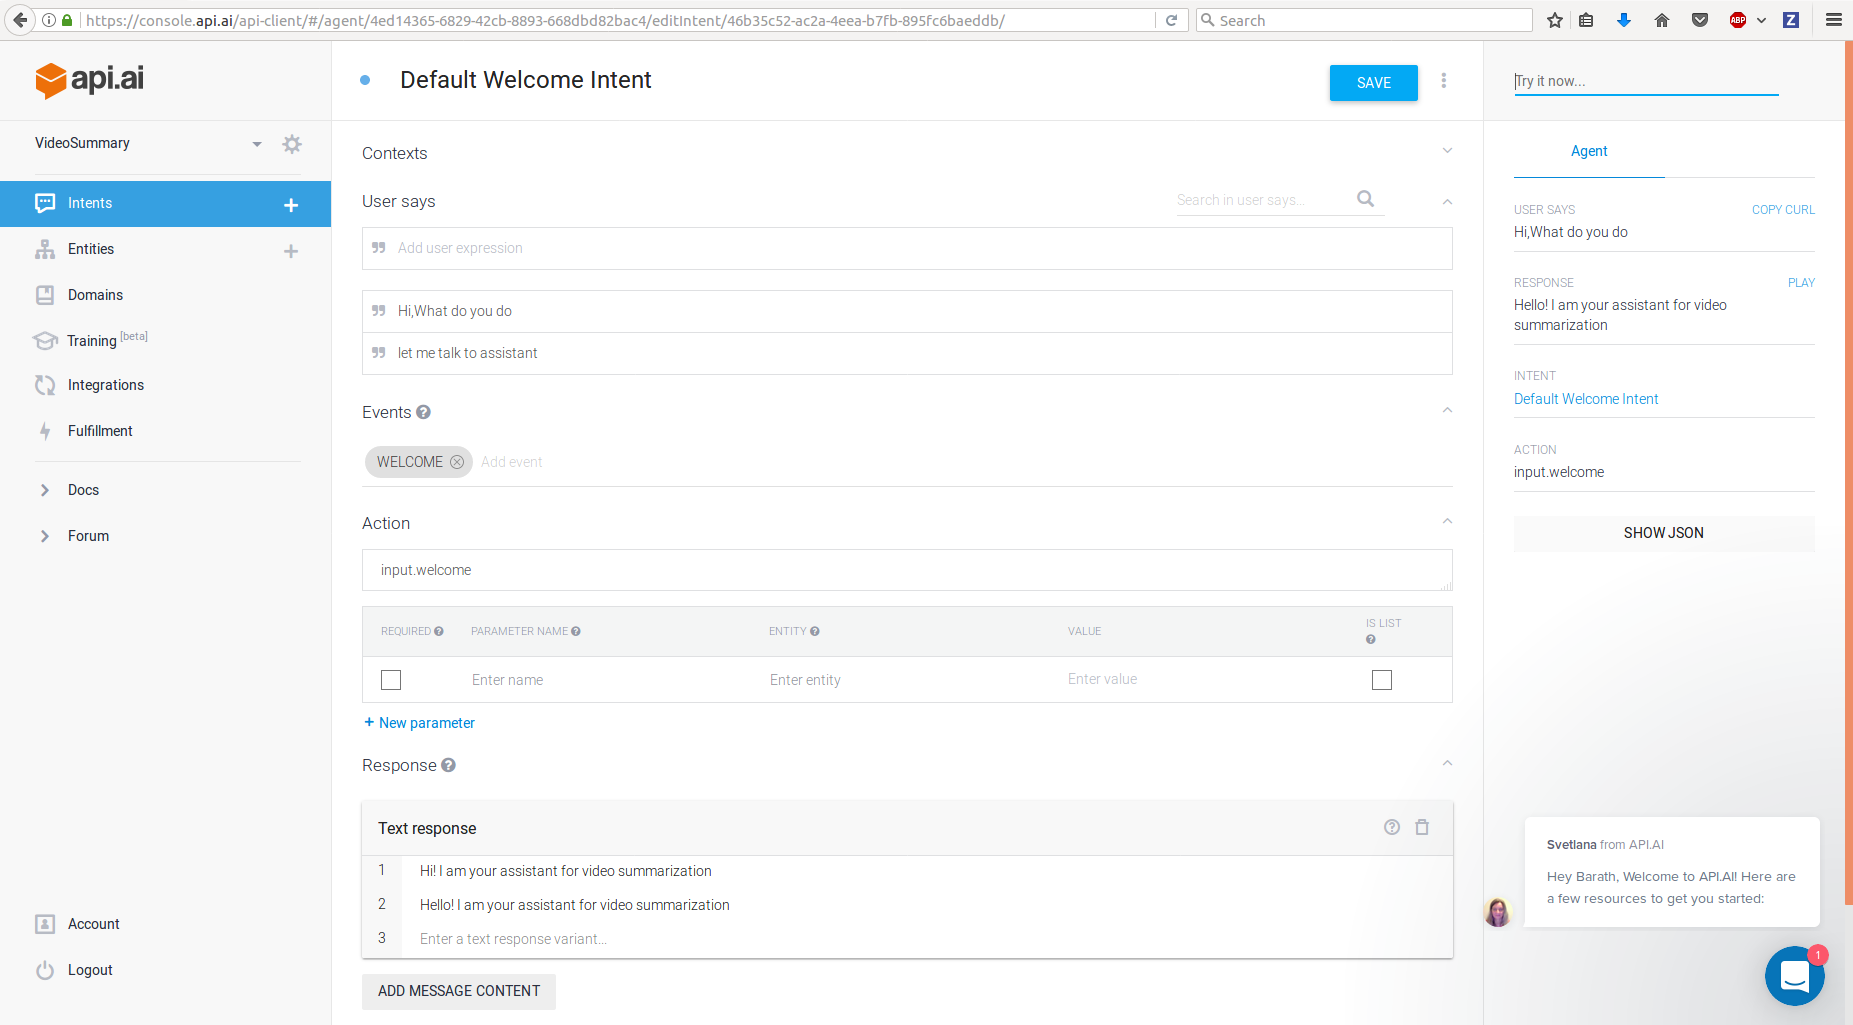 https://console.api.ai/api-client/#/agent/4ed14365-6829-42cb-8893-668dbd82bac4/editIntent/46b35c52-ac2a-4eea-b7fb-895fc6baeddb/
Search
ABP
Z
api.ai
VideoSummary
Intents
Entities
Domains
Training [beta]
Integrations
Fulfillment
Docs
Forum
Account
Logout
Default Welcome Intent
SAVE
Contexts
User says
Search in user says...
Add user expression
Hi,What do you do
let me talk to assistant
Events
WELCOME
Add event
Action
input.welcome
REQUIRED
PARAMETER NAME
ENTITY
VALUE
IS LIST
Enter name
Enter entity
Enter value
+ New parameter
Response
Text response
1 Hi! I am your assistant for video summarization
2 Hello! I am your assistant for video summarization
3 Enter a text response variant...
ADD MESSAGE CONTENT
Try it now...
Agent
USER SAYS
COPY CURL
Hi,What do you do
RESPONSE
PLAY
Hello! I am your assistant for video
summarization
INTENT
Default Welcome Intent
ACTION
input.welcome
SHOW JSON
Svetlana from API.AI
Hey Barath, Welcome to API.AI! Here are
a few resources to get you started:
1